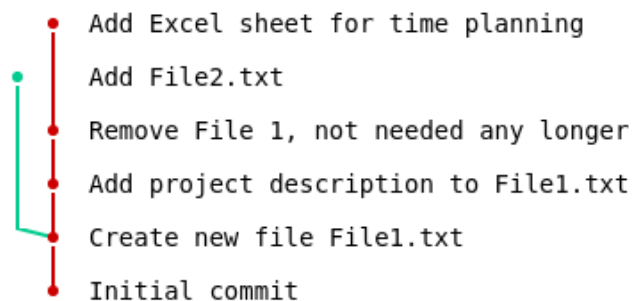 Add Excel sheet for time planning
Add File2.txt
Remove File 1, not needed any longer
Add project description to File1.txt
Create new file File1.txt
Initial commit